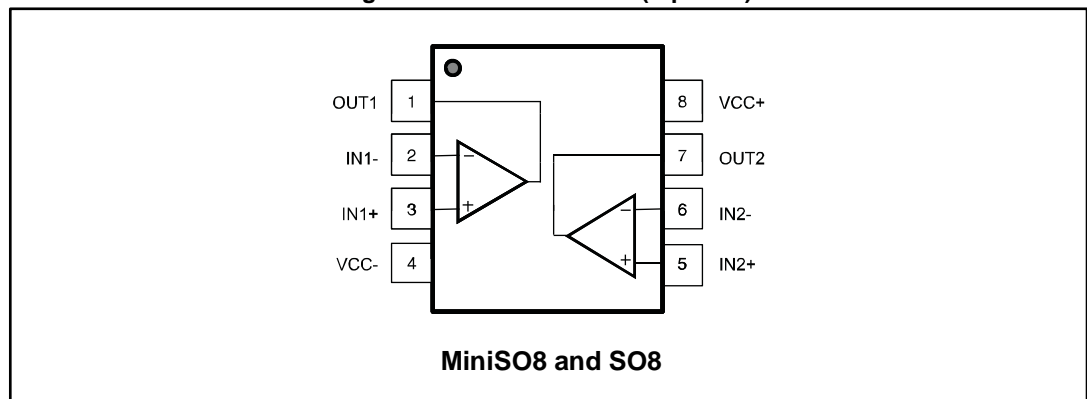 OUT1 1
IN1- 2
IN1+ 3
VCC- 4
8 VCC+
7 OUT2
6 IN2-
5 IN2+
-
+
-
+
MiniSO8 and SO8